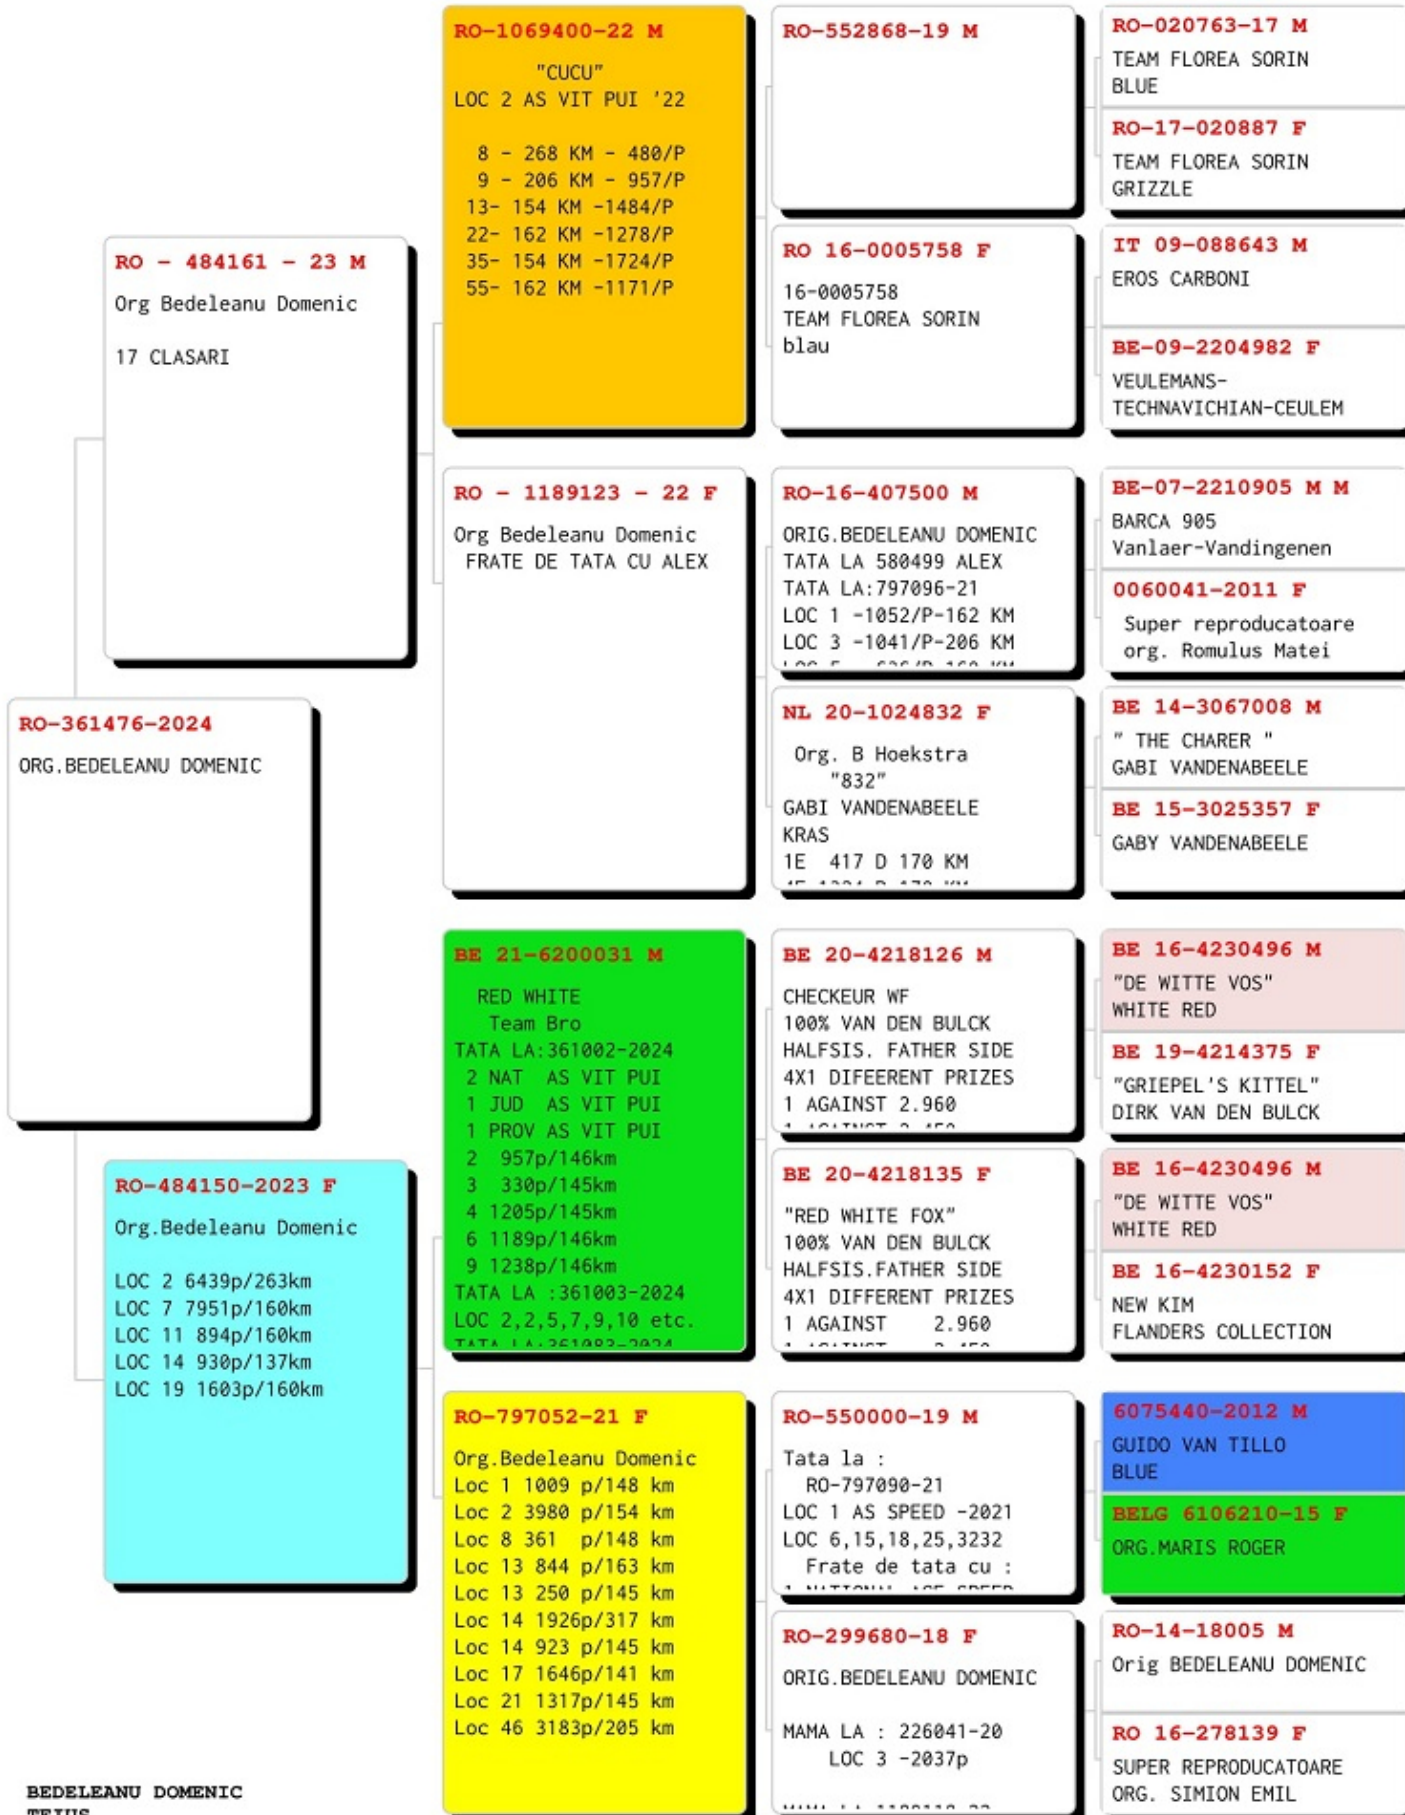 RO-361476-2024
ORG.BEDELEANU DOMENIC
RO - 484161 - 23 M
Org Bedeleanu Domenic
17 CLASARI
RO-484150-2023 F
Org.Bedeleanu Domenic
LOC 2 6439p/263km
LOC 7 7951p/160km
LOC 11 894p/160km
LOC 14 930p/137km
LOC 19 1603p/160km
RO-1069400-22 M
"CUCU"
LOC 2 AS VIT PUI '22
8 - 268 KM - 480/P
9 - 206 KM - 957/P
13- 154 KM -1484/P
22- 162 KM -1278/P
35- 154 KM -1724/P
55- 162 KM -1171/P
RO - 1189123 - 22 F
Org Bedeleanu Domenic
FRATE DE TATA CU ALEX
BE 21-6200031 M
RED WHITE
Team Bro
TATA LA:361002-2024
2 NAT AS VIT PUI
1 JUD AS VIT PUI
1 PROV AS VIT PUI
2 957p/146km
3 330p/145km
4 1205p/145km
6 1189p/146km
9 1238p/146km
TATA LA :361003-2024
LOC 2,2,5,7,9,10 etc.
TATA LA:361083-2024
RO-797052-21 F
Org.Bedeleanu Domenic
Loc 1 1009 p/148 km
Loc 2 3980 p/154 km
Loc 8 361 p/148 km
Loc 13 844 p/163 km
Loc 13 250 p/145 km
Loc 14 1926p/317 km
Loc 14 923 p/145 km
Loc 17 1646p/141 km
Loc 21 1317p/145 km
Loc 46 3183p/205 km
RO-552868-19 M
RO 16-0005758 F
16-0005758
TEAM FLOREA SORIN
blau
RO-16-407500 M
ORIG.BEDELEANU DOMENIC
TATA LA 580499 ALEX
TATA LA:797096-21
LOC 1 -1052/P-162 KM
LOC 3 -1041/P-206 KM
NL 20-1024832 F
Org. B Hoekstra
"832"
GABI VANDENABEELE
KRAS
1E 417 D 170 KM
BE 20-4218126 M
CHECKEUR WF
100% VAN DEN BULCK
HALFSIS. FATHER SIDE
4X1 DIFEERENT PRIZES
1 AGAINST 2.960
BE 20-4218135 F
"RED WHITE FOX"
100% VAN DEN BULCK
HALFSIS.FATHER SIDE
4X1 DIFFERENT PRIZES
1 AGAINST 2.960
RO-550000-19 M
Tata la :
RO-797090-21
LOC 1 AS SPEED -2021
LOC 6,15,18,25,3232
Frate de tata cu :
RO-299680-18 F
ORIG.BEDELEANU DOMENIC
MAMA LA : 226041-20
LOC 3 -2037p
RO-020763-17 M
TEAM FLOREA SORIN
BLUE
RO-17-020887 F
TEAM FLOREA SORIN
GRIZZLE
IT 09-088643 M
EROS CARBONI
BE-09-2204982 F
VEULEMANS-
TECHNAVICHIAN-CEULEM
BE-07-2210905 M M
BARCA 905
Vanlaer-Vandingenen
0060041-2011 F
Super reproducatoare
org. Romulus Matei
BE 14-3067008 M
" THE CHARER "
GABI VANDENABEELE
BE 15-3025357 F
GABY VANDENABEELE
BE 16-4230496 M
"DE WITTE VOS"
WHITE RED
BE 19-4214375 F
"GRIEPEL'S KITTEL"
DIRK VAN DEN BULCK
BE 16-4230496 M
"DE WITTE VOS"
WHITE RED
BE 16-4230152 F
NEW KIM
FLANDERS COLLECTION
6075440-2012 M
GUIDO VAN TILLO
BLUE
BELG 6106210-15 F
ORG.MARIS ROGER
RO-14-18005 M
Orig BEDELEANU DOMENIC
RO 16-278139 F
SUPER REPRODUCATOARE
ORG. SIMION EMIL
BEDELEANU DOMENIC
TEIUS